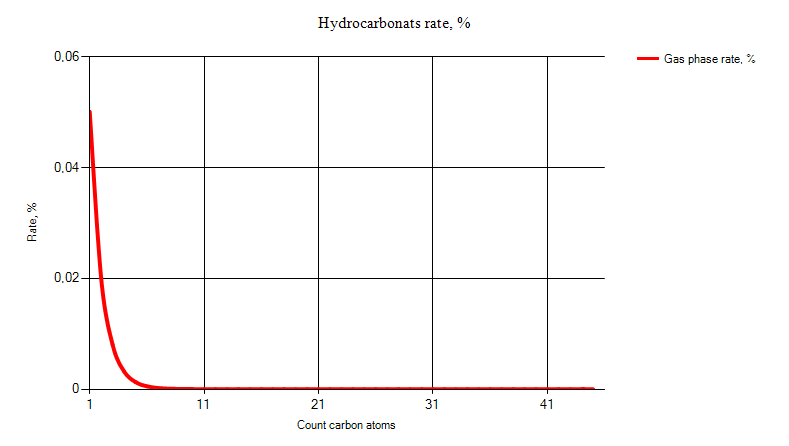 Hydrocarbonats rate, %
0,06
0,04
0,02
0
Rate, %
1
11
21
31
41
Count carbon atoms
Gas phase rate, %